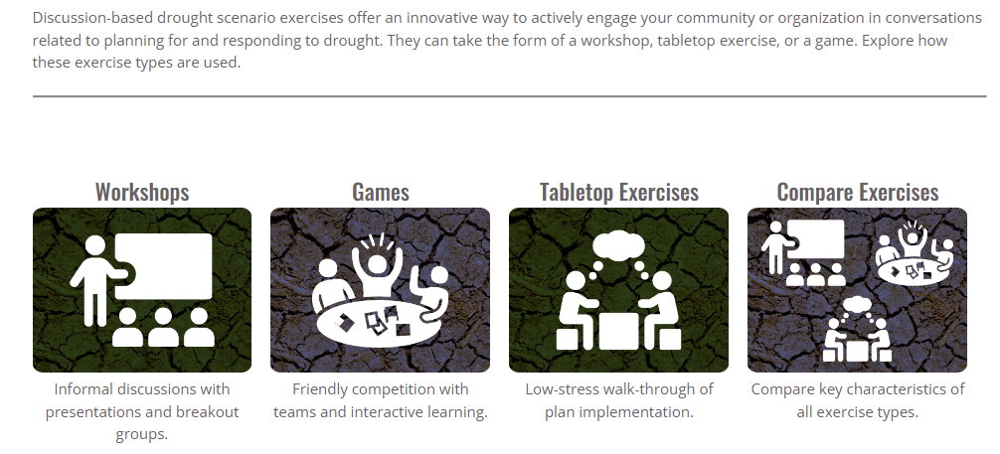 Discussion-based drought scenario exercises offer an innovative way to actively engage your community or organization in conversations
related to planning for and responding to drought. They can take the form of a workshop, tabletop exercise, or a game. Explore how
these exercise types are used.
Workshops
Informal discussions with
presentations and breakout
groups.
Games
Friendly competition with
teams and interactive learning.
Tabletop Exercises
Low-stress walk-through of
plan implementation.
Compare Exercises
Compare key characteristics of
all exercise types.